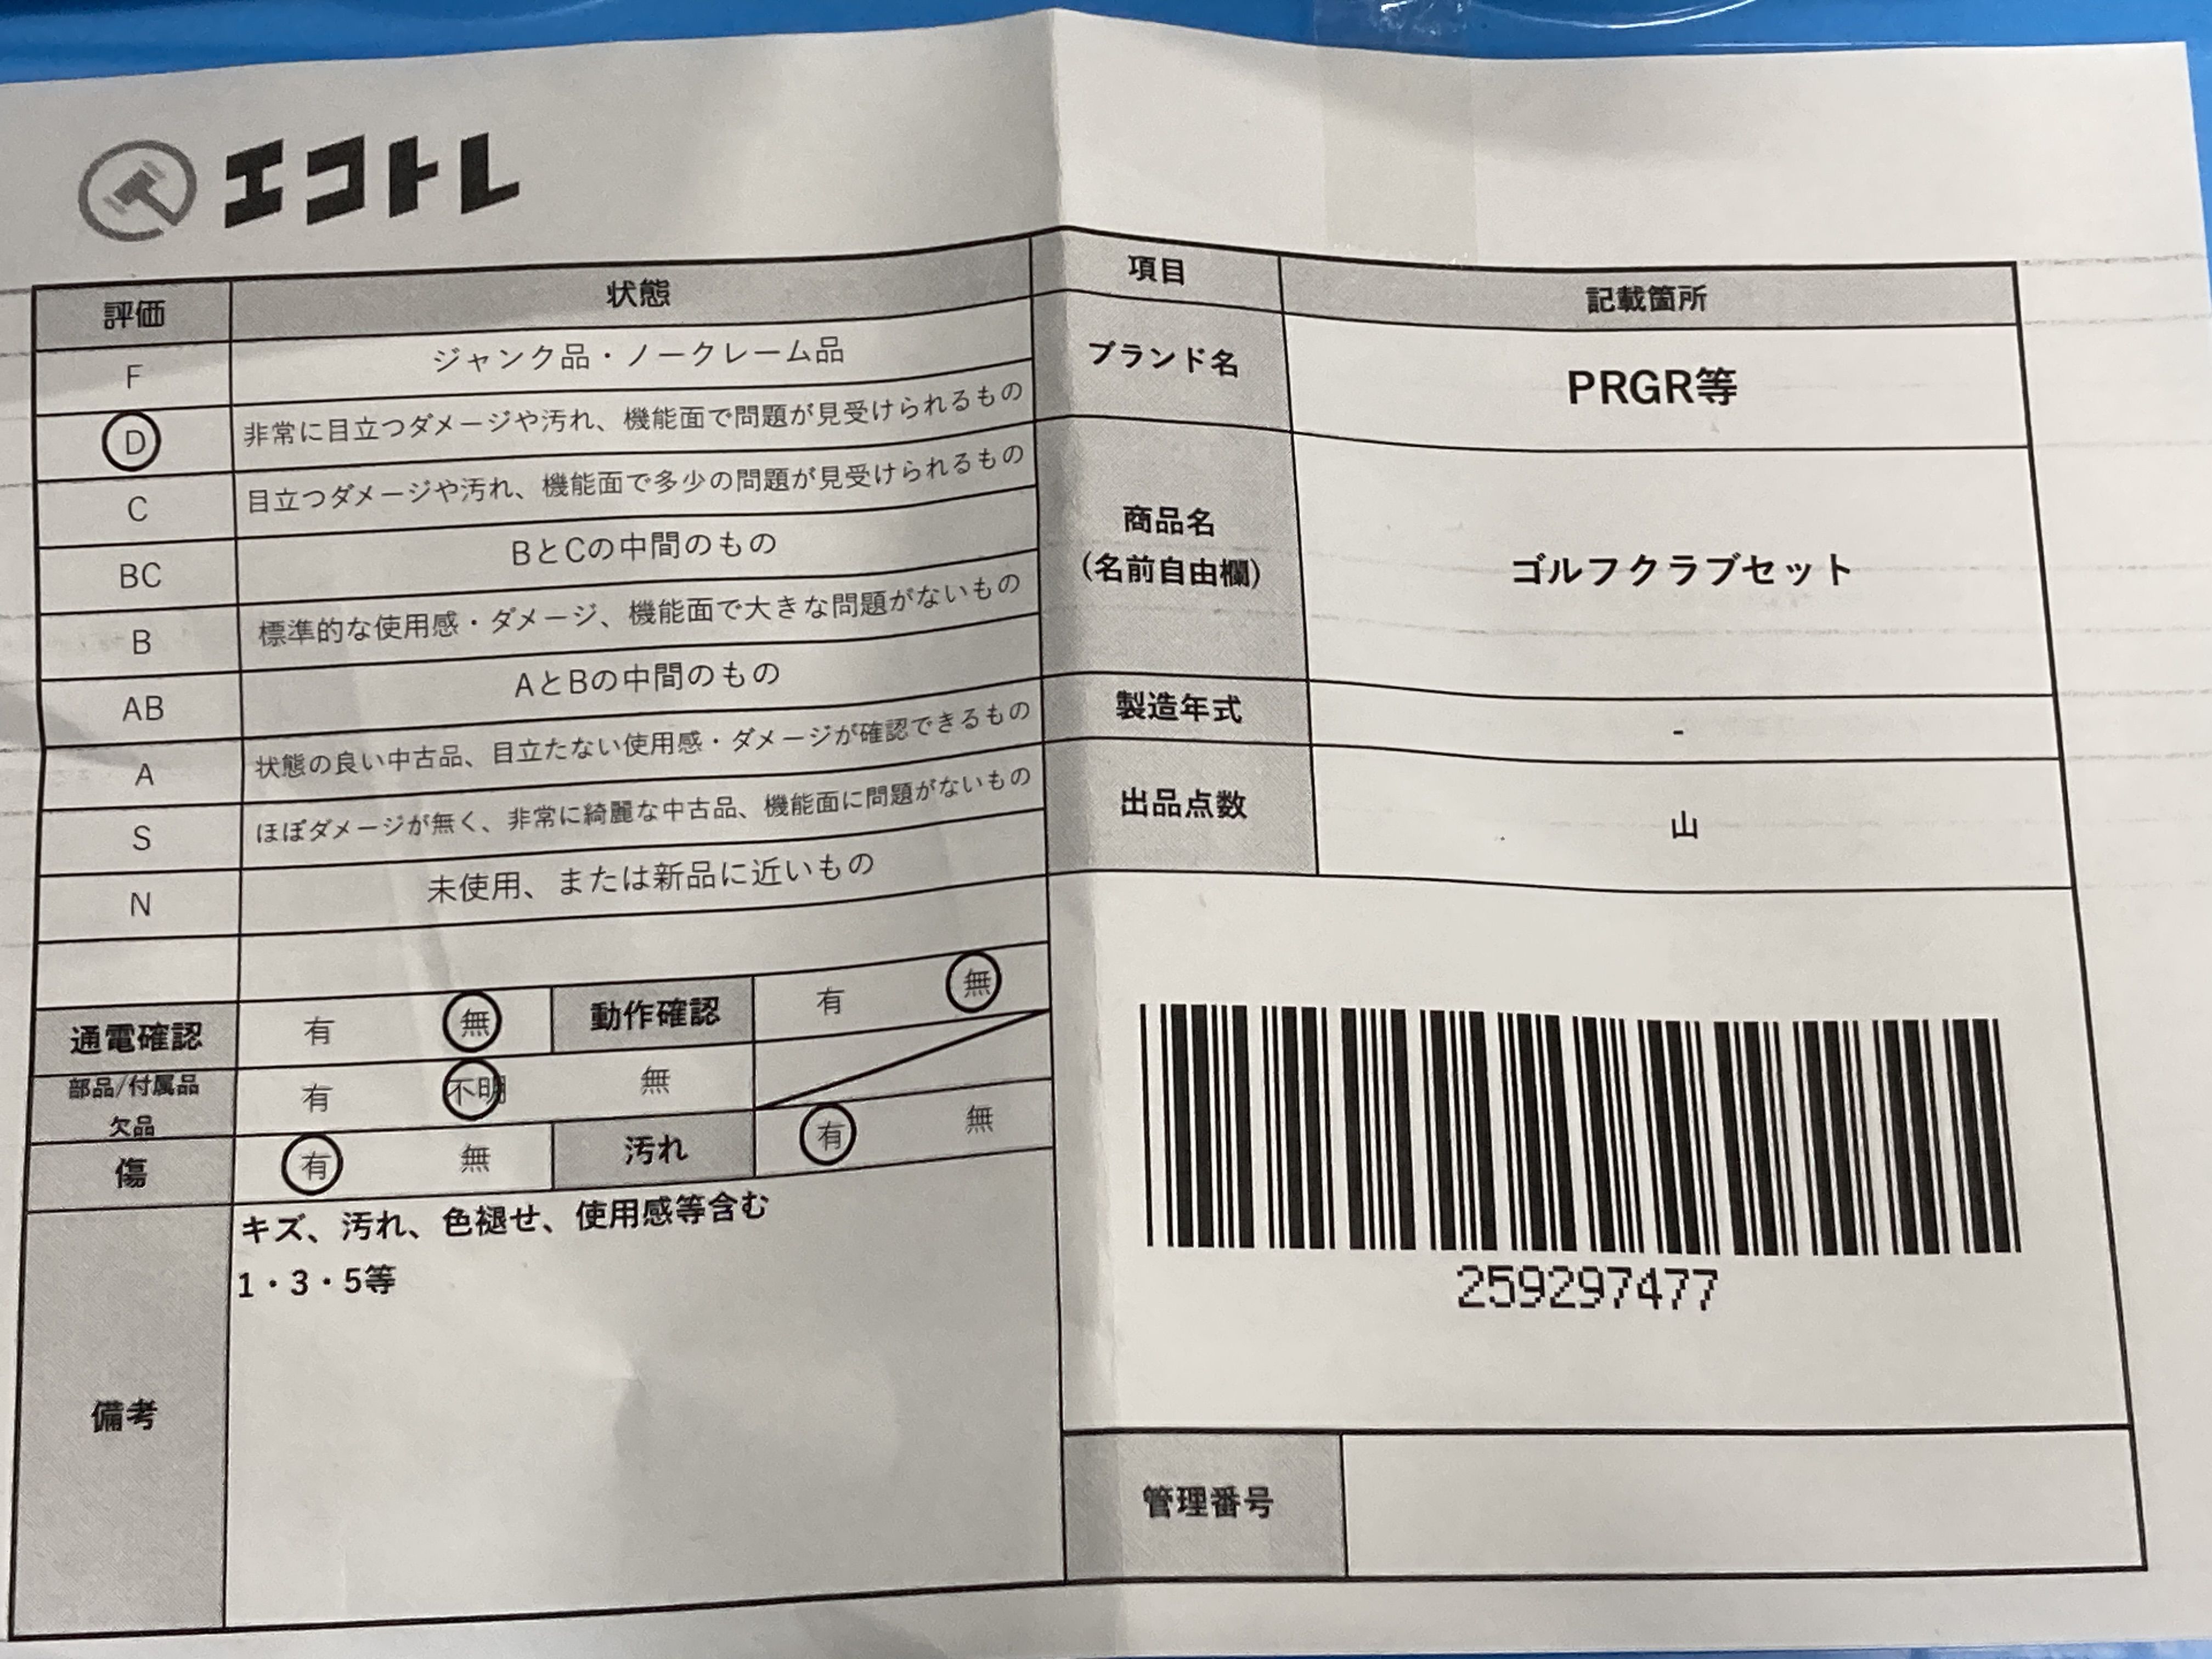 エコトレ
評価 状態
F ジャンク品・ノークレーム品
D 非常に目立つダメージや汚れ、機能面で問題が見受けられるもの
C 目立つダメージや汚れ、機能面で多少の問題が見受けられるもの
BC BとCの中間のもの
B 標準的な使用感・ダメージ、機能面で大きな問題がないもの
AB AとBの中間のもの
A 状態の良い中古品、目立たない使用感・ダメージが確認できるもの
S ほぼダメージが無く、非常に綺麗な中古品、機能面に問題がないもの
N 未使用、または新品に近いもの
通電確認 有 無 動作確認 有 無
部品/付属品
欠品 有 不明 無
傷 有 無 汚れ 有 無
備考
キズ、汚れ、色褪せ、使用感等含む
1・3・5等
項目 記載箇所
ブランド名 PRGR等
商品名
(名前自由欄) ゴルフクラブセット
製造年式 -
出品点数 山
259297477
管理番号